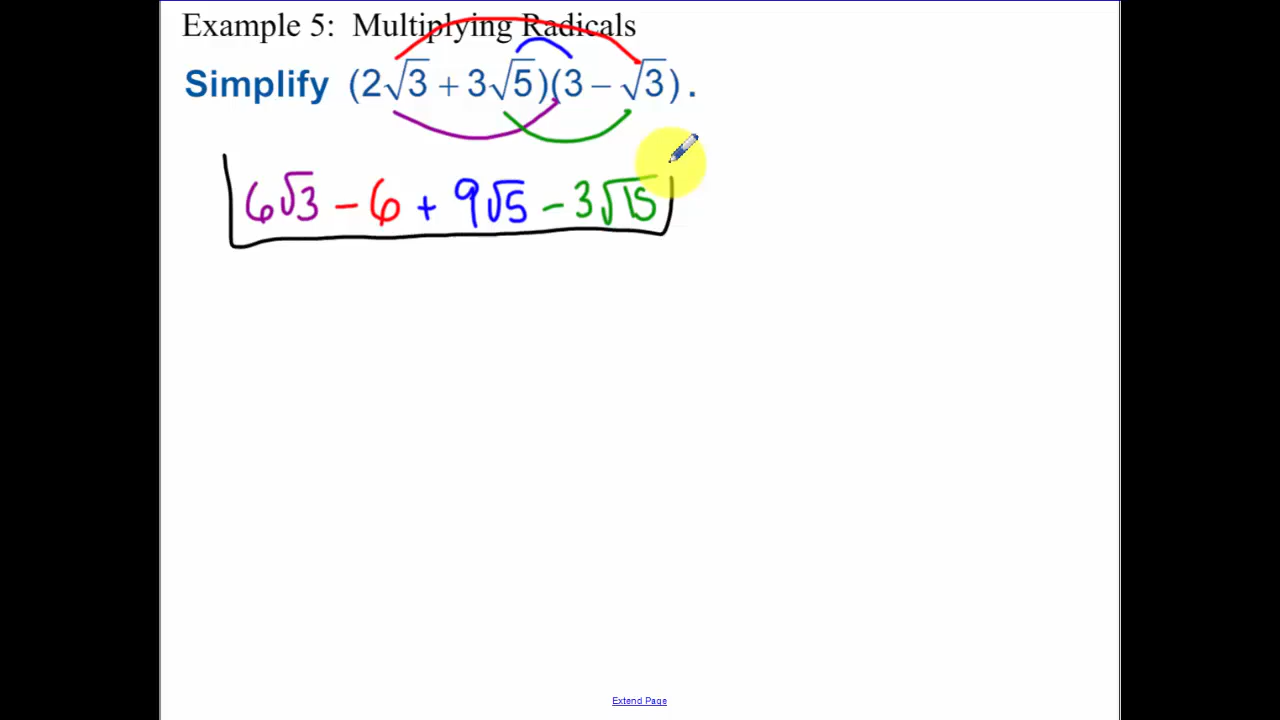 Example 5: Multiplying Radicals
Simplify (2√3 + 3√5)(3 − √3).
6√3 − 6 + 9√5 − 3√15
Extend Page